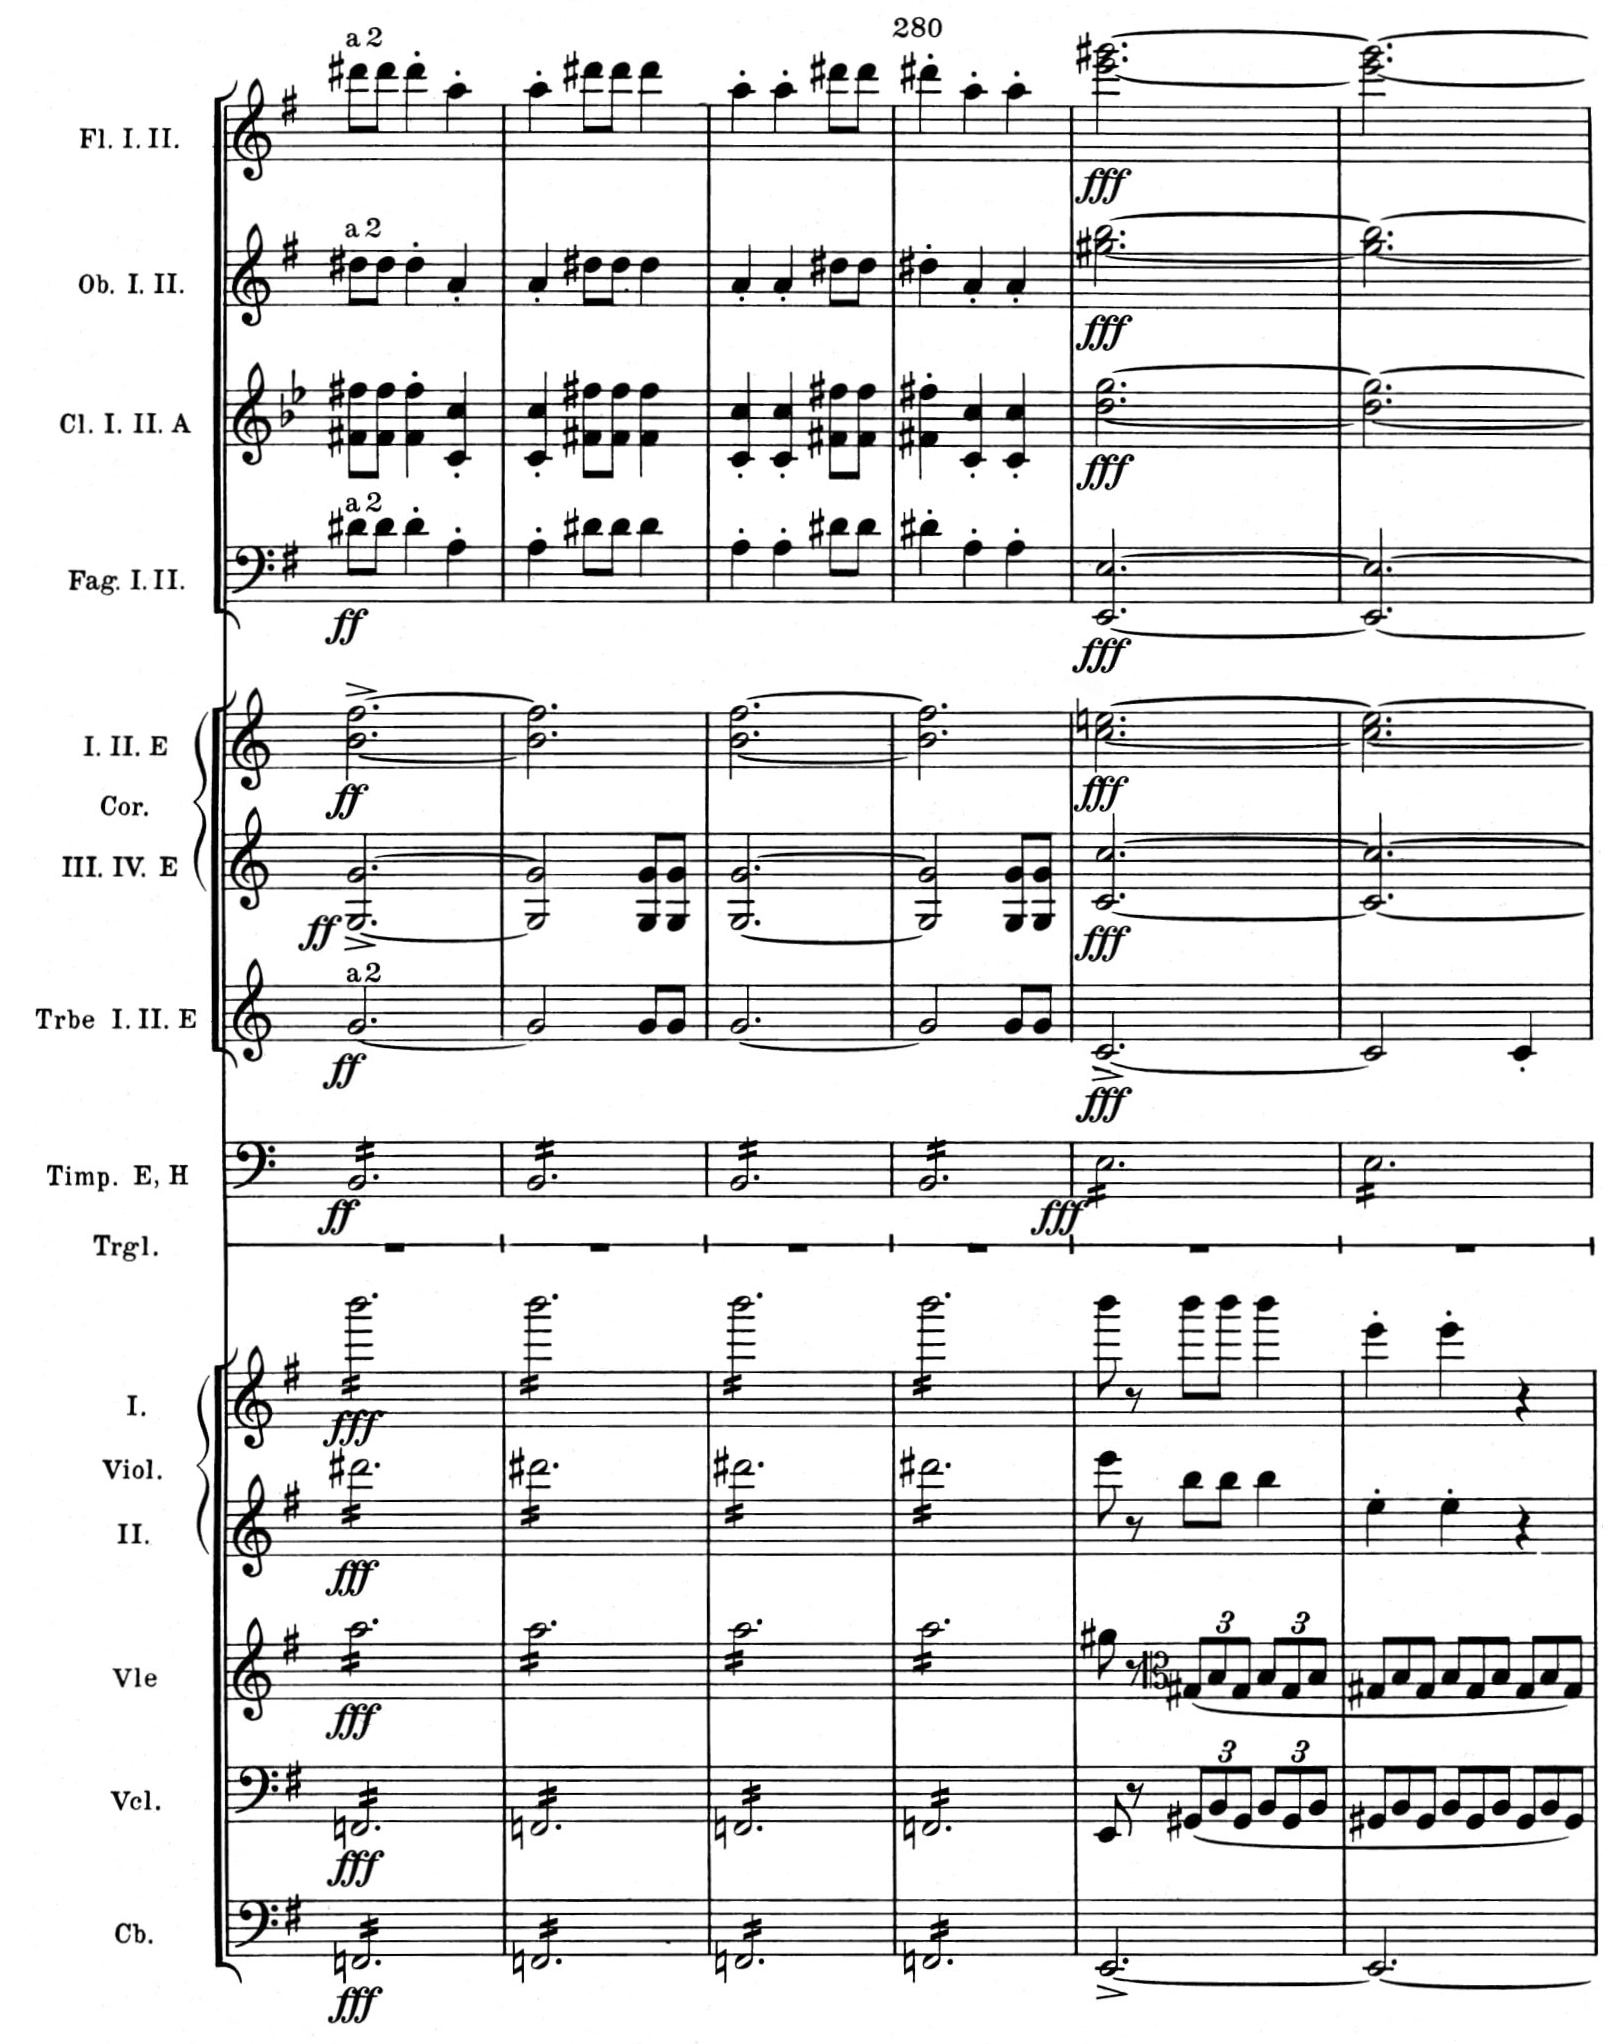 280
a 2
Fl. I. II.
fff
a 2
Ob. I. II.
fff
Cl. I. II. A
fff
a 2
Fag. I. II.
ff
fff
I. II. E
ff
fff
Cor.
III. IV. E
ff
fff
a 2
Trbe I. II. E
ff
fff
Timp. E, H
ff
fff
Trgl.
I.
fff
Viol.
II.
fff
3 3
Vle
fff
3 3
Vcl.
fff
Cb.
fff